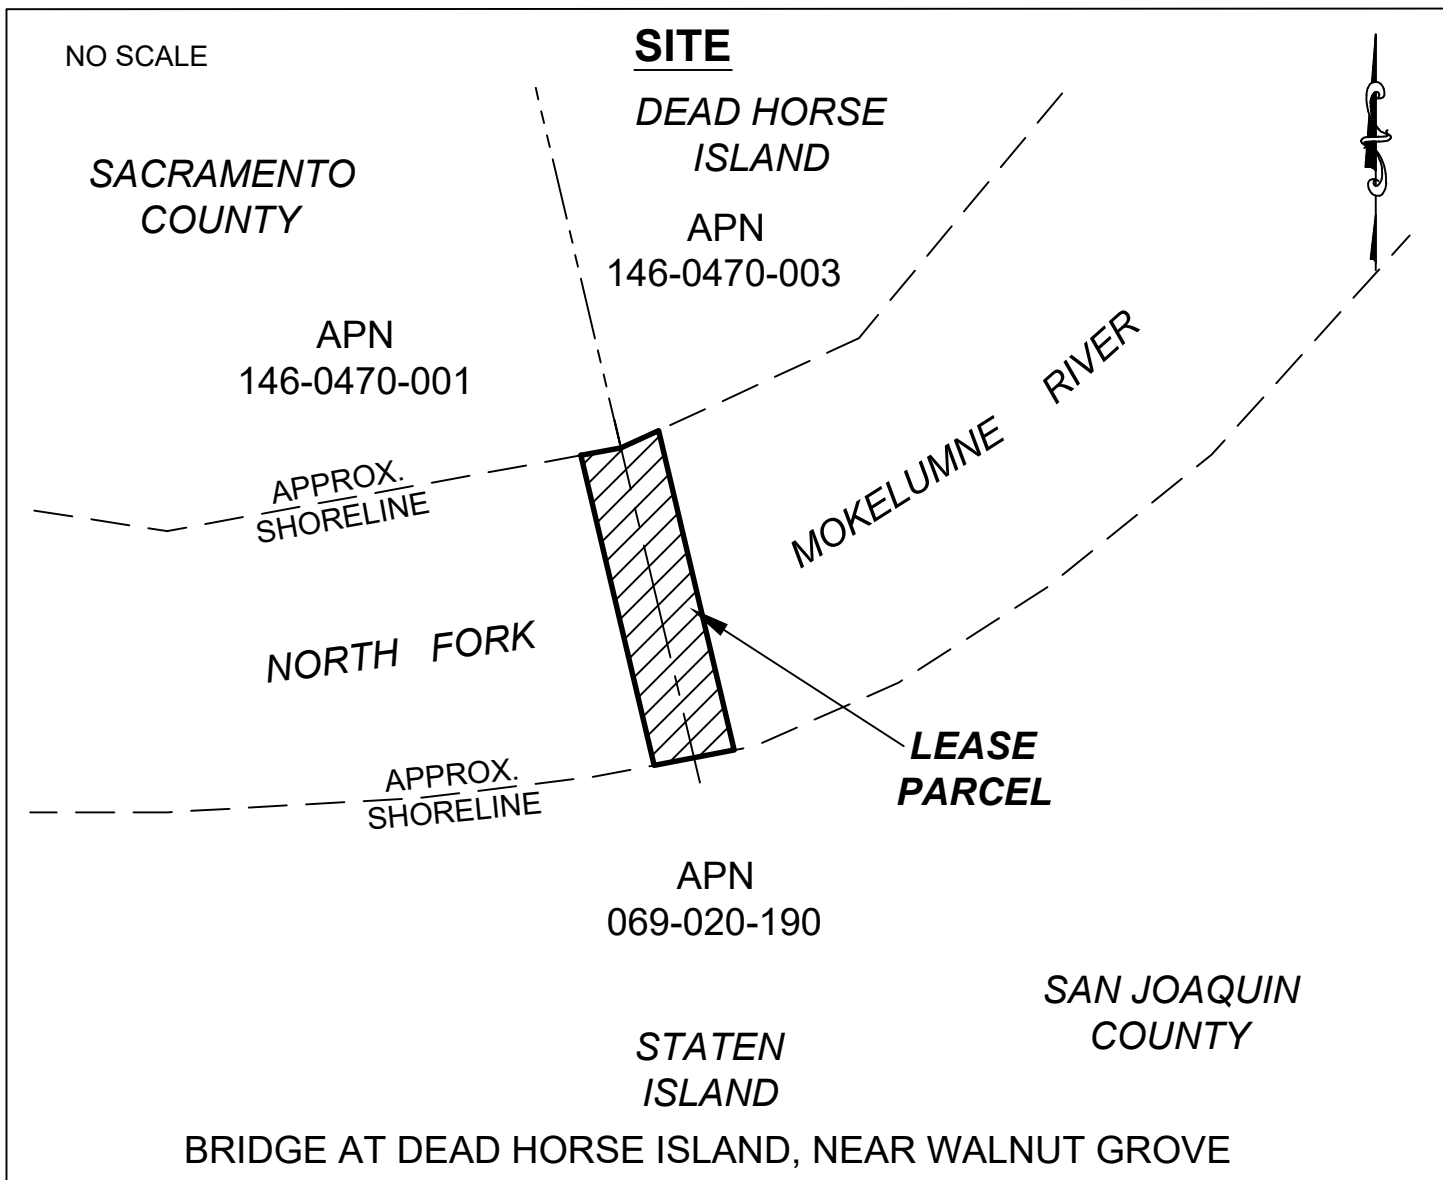 NO SCALE
SITE
DEAD HORSE
ISLAND
SACRAMENTO
COUNTY
APN
146-0470-003
APN
146-0470-001
MOKELUMNE RIVER
APPROX.
SHORELINE
NORTH FORK
LEASE
PARCEL
APPROX.
SHORELINE
APN
069-020-190
SAN JOAQUIN
COUNTY
STATEN
ISLAND
BRIDGE AT DEAD HORSE ISLAND, NEAR WALNUT GROVE